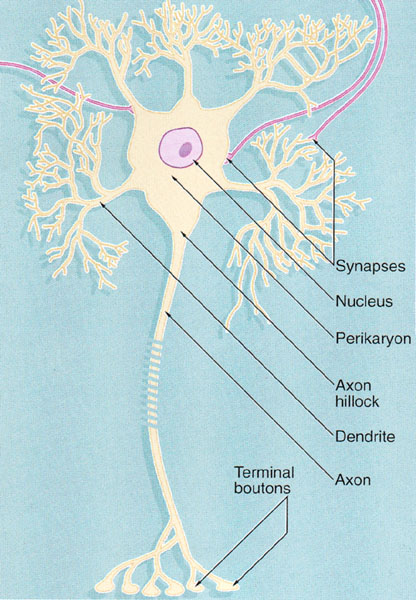 Synapses
Nucleus
Perikaryon
Axon
hillock
Dendrite
Axon
Terminal
boutons